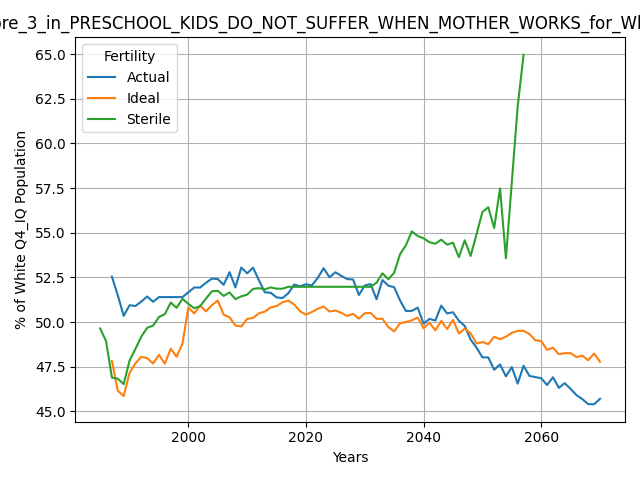 ore_3_in_PRESCHOOL_KIDS_DO_NOT_SUFFER_WHEN_MOTHER_WORKS_for_Wh
Fertility
Actual
Ideal
Sterile
65.0
62.5
60.0
57.5
55.0
52.5
50.0
47.5
45.0
% of White Q4_IQ Population
2000
2020
2040
2060
Years